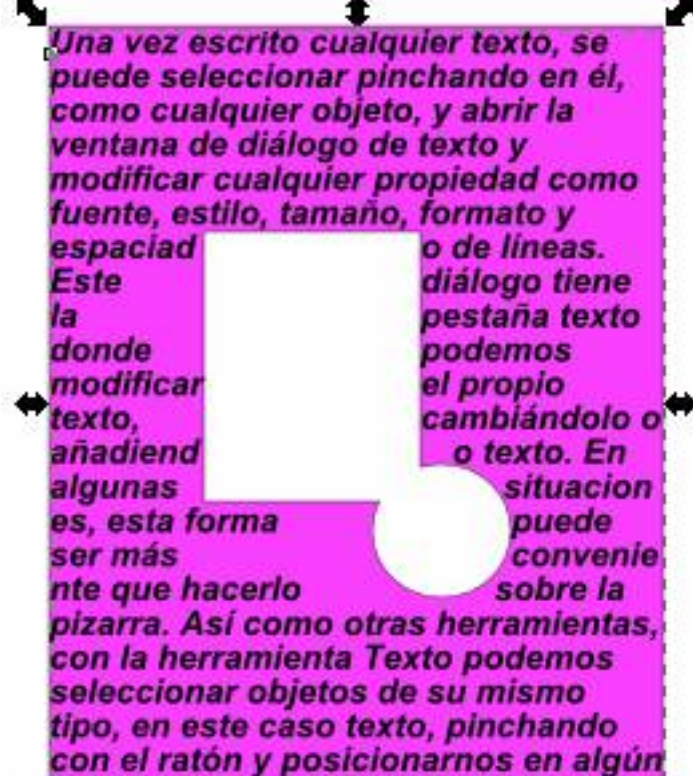 Una vez escrito cualquier texto, se
puede seleccionar pinchando en él,
como cualquier objeto, y abrir la
ventana de diálogo de texto y
modificar cualquier propiedad como
fuente, estilo, tamaño, formato y
espaciad o de líneas.
Este diálogo tiene
la pestaña texto
donde podemos
modificar el propio
texto, cambiándolo o
añadiend o texto. En
algunas situacion
es, esta forma puede
ser más convenie
nte que hacerlo sobre la
pizarra. Así como otras herramientas,
con la herramienta Texto podemos
seleccionar objetos de su mismo
tipo, en este caso texto, pinchando
con el ratón y posicionarnos en algún